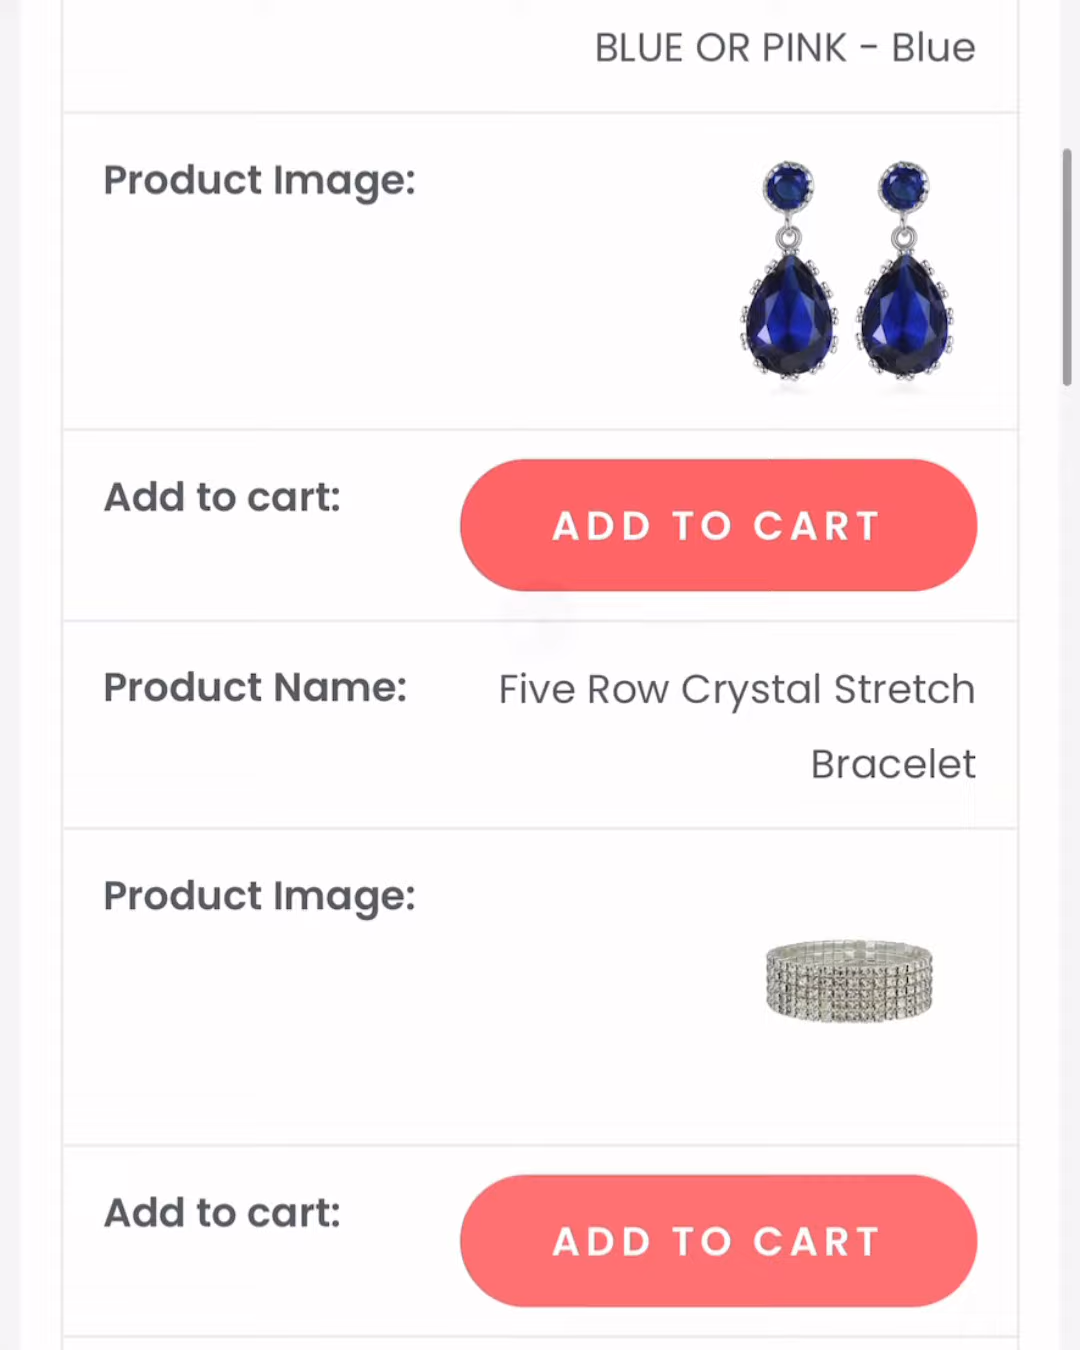 BLUE OR PINK - Blue
Product Image:
Add to cart:
ADD TO CART
Product Name:
Five Row Crystal Stretch
Bracelet
Product Image:
Add to cart:
ADD TO CART